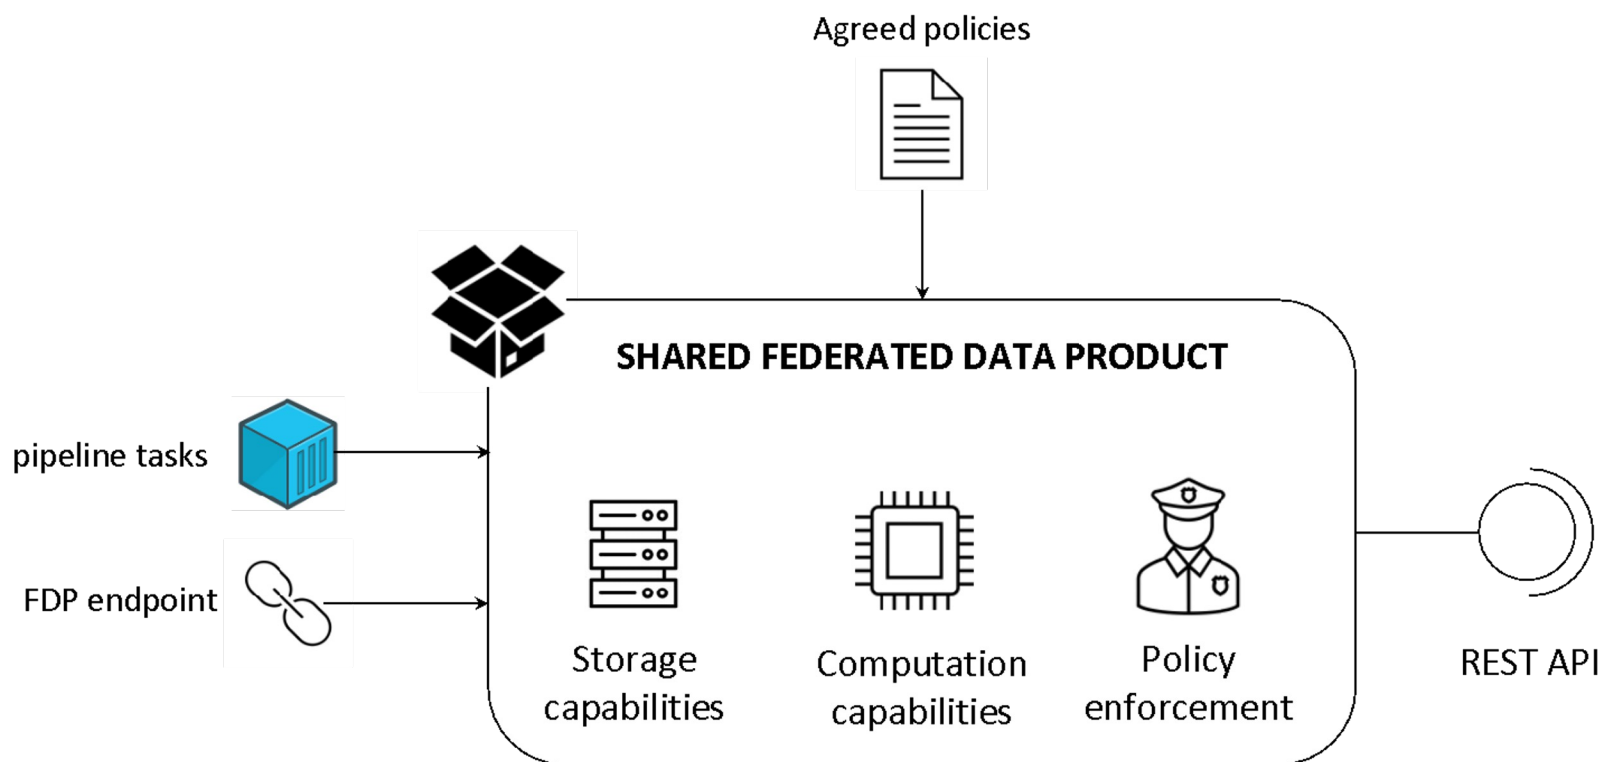 Agreed policies
SHARED FEDERATED DATA PRODUCT
pipeline tasks
FDP endpoint
Storage
capabilities
Computation
capabilities
Policy
enforcement
REST API